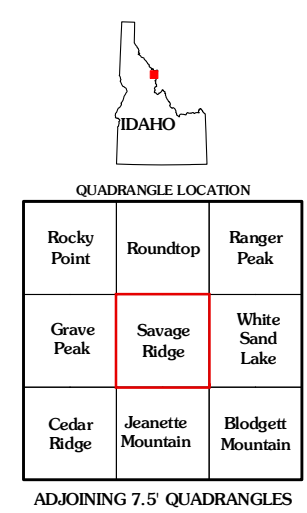 IDAHO
QUADRANGLE LOCATION
Rocky
Point
Roundtop
Ranger
Peak
Grave
Peak
Savage
Ridge
White
Sand
Lake
Cedar
Ridge
Jeanette
Mountain
Blodgett
Mountain
ADJOINING 7.5' QUADRANGLES